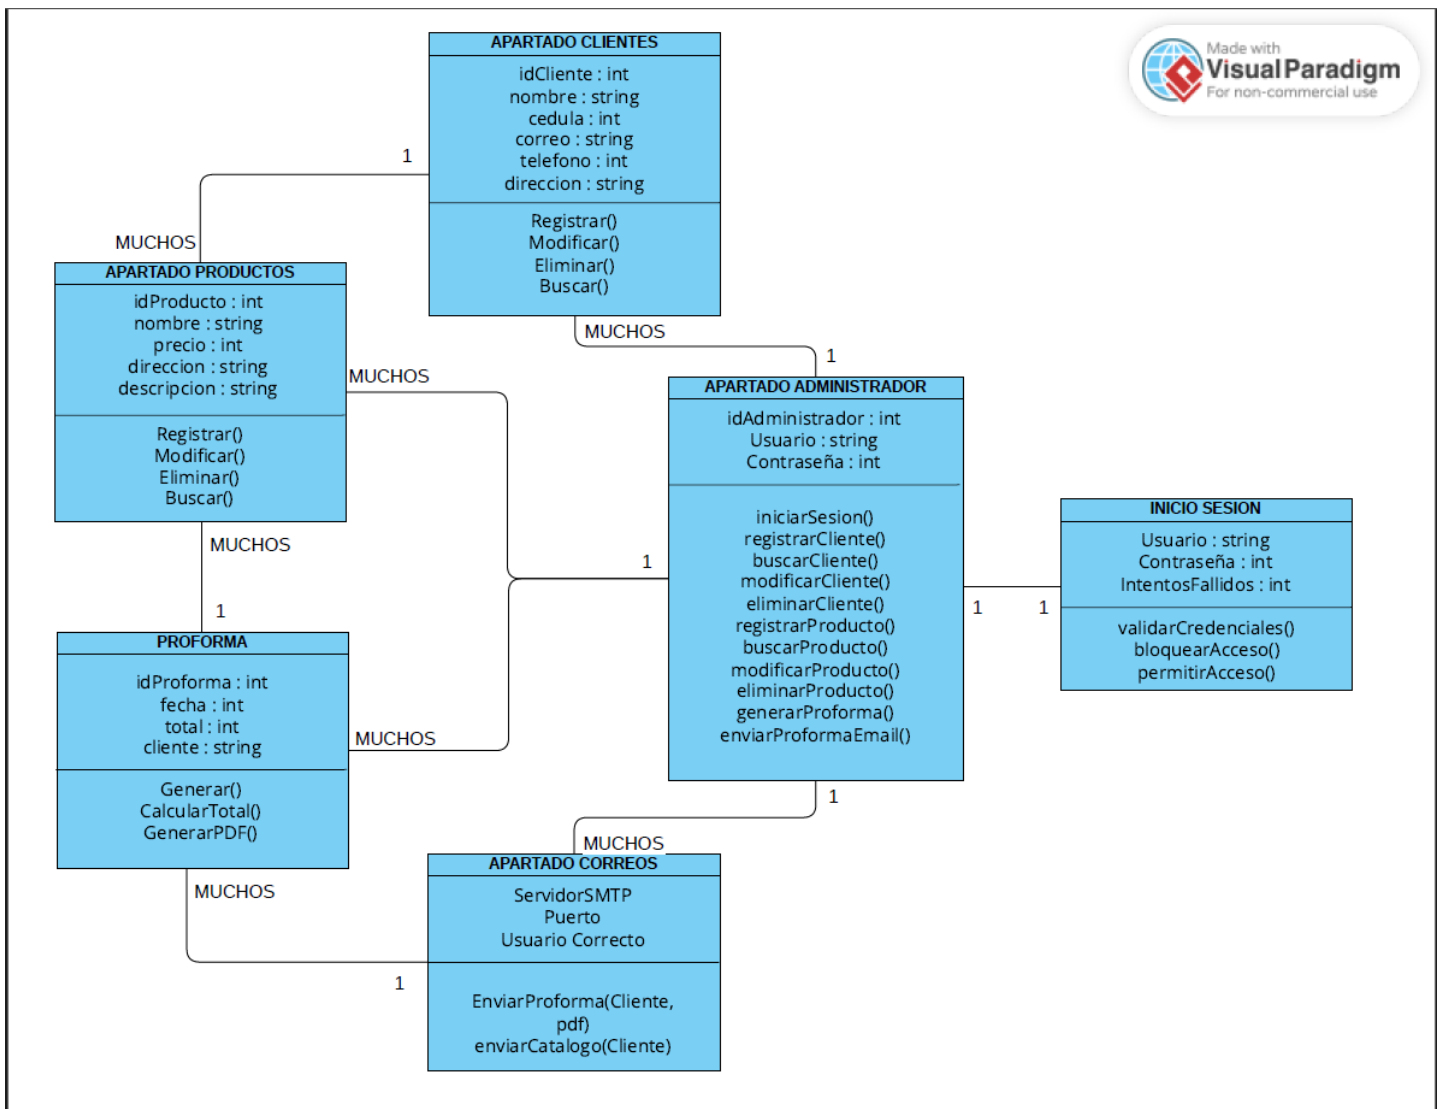 APARTADO CLIENTES
idCliente : int
nombre : string
cedula : int
correo : string
telefono : int
direccion : string
Registrar()
Modificar()
Eliminar()
Buscar()
Made with
Visual Paradigm
For non-commercial use
1
MUCHOS
APARTADO PRODUCTOS
idProducto : int
nombre : string
precio : int
direccion : string
descripcion : string
Registrar()
Modificar()
Eliminar()
Buscar()
MUCHOS
1
MUCHOS
APARTADO ADMINISTRADOR
idAdministrador : int
Usuario : string
Contraseña : int
iniciarSesion()
registrarCliente()
buscarCliente()
modificarCliente()
eliminarCliente()
registrarProducto()
buscarProducto()
modificarProducto()
eliminarProducto()
generarProforma()
enviarProformaEmail()
1
1
1
INICIO SESION
Usuario : string
Contraseña : int
IntentosFallidos : int
validarCredenciales()
bloquearAcceso()
permitirAcceso()
MUCHOS
1
PROFORMA
idProforma : int
fecha : int
total : int
cliente : string
Generar()
CalcularTotal()
GenerarPDF()
MUCHOS
1
MUCHOS
APARTADO CORREOS
ServidorSMTP
Puerto
Usuario Correcto
EnviarProforma(Cliente,
pdf)
enviarCatalogo(Cliente)
MUCHOS
1